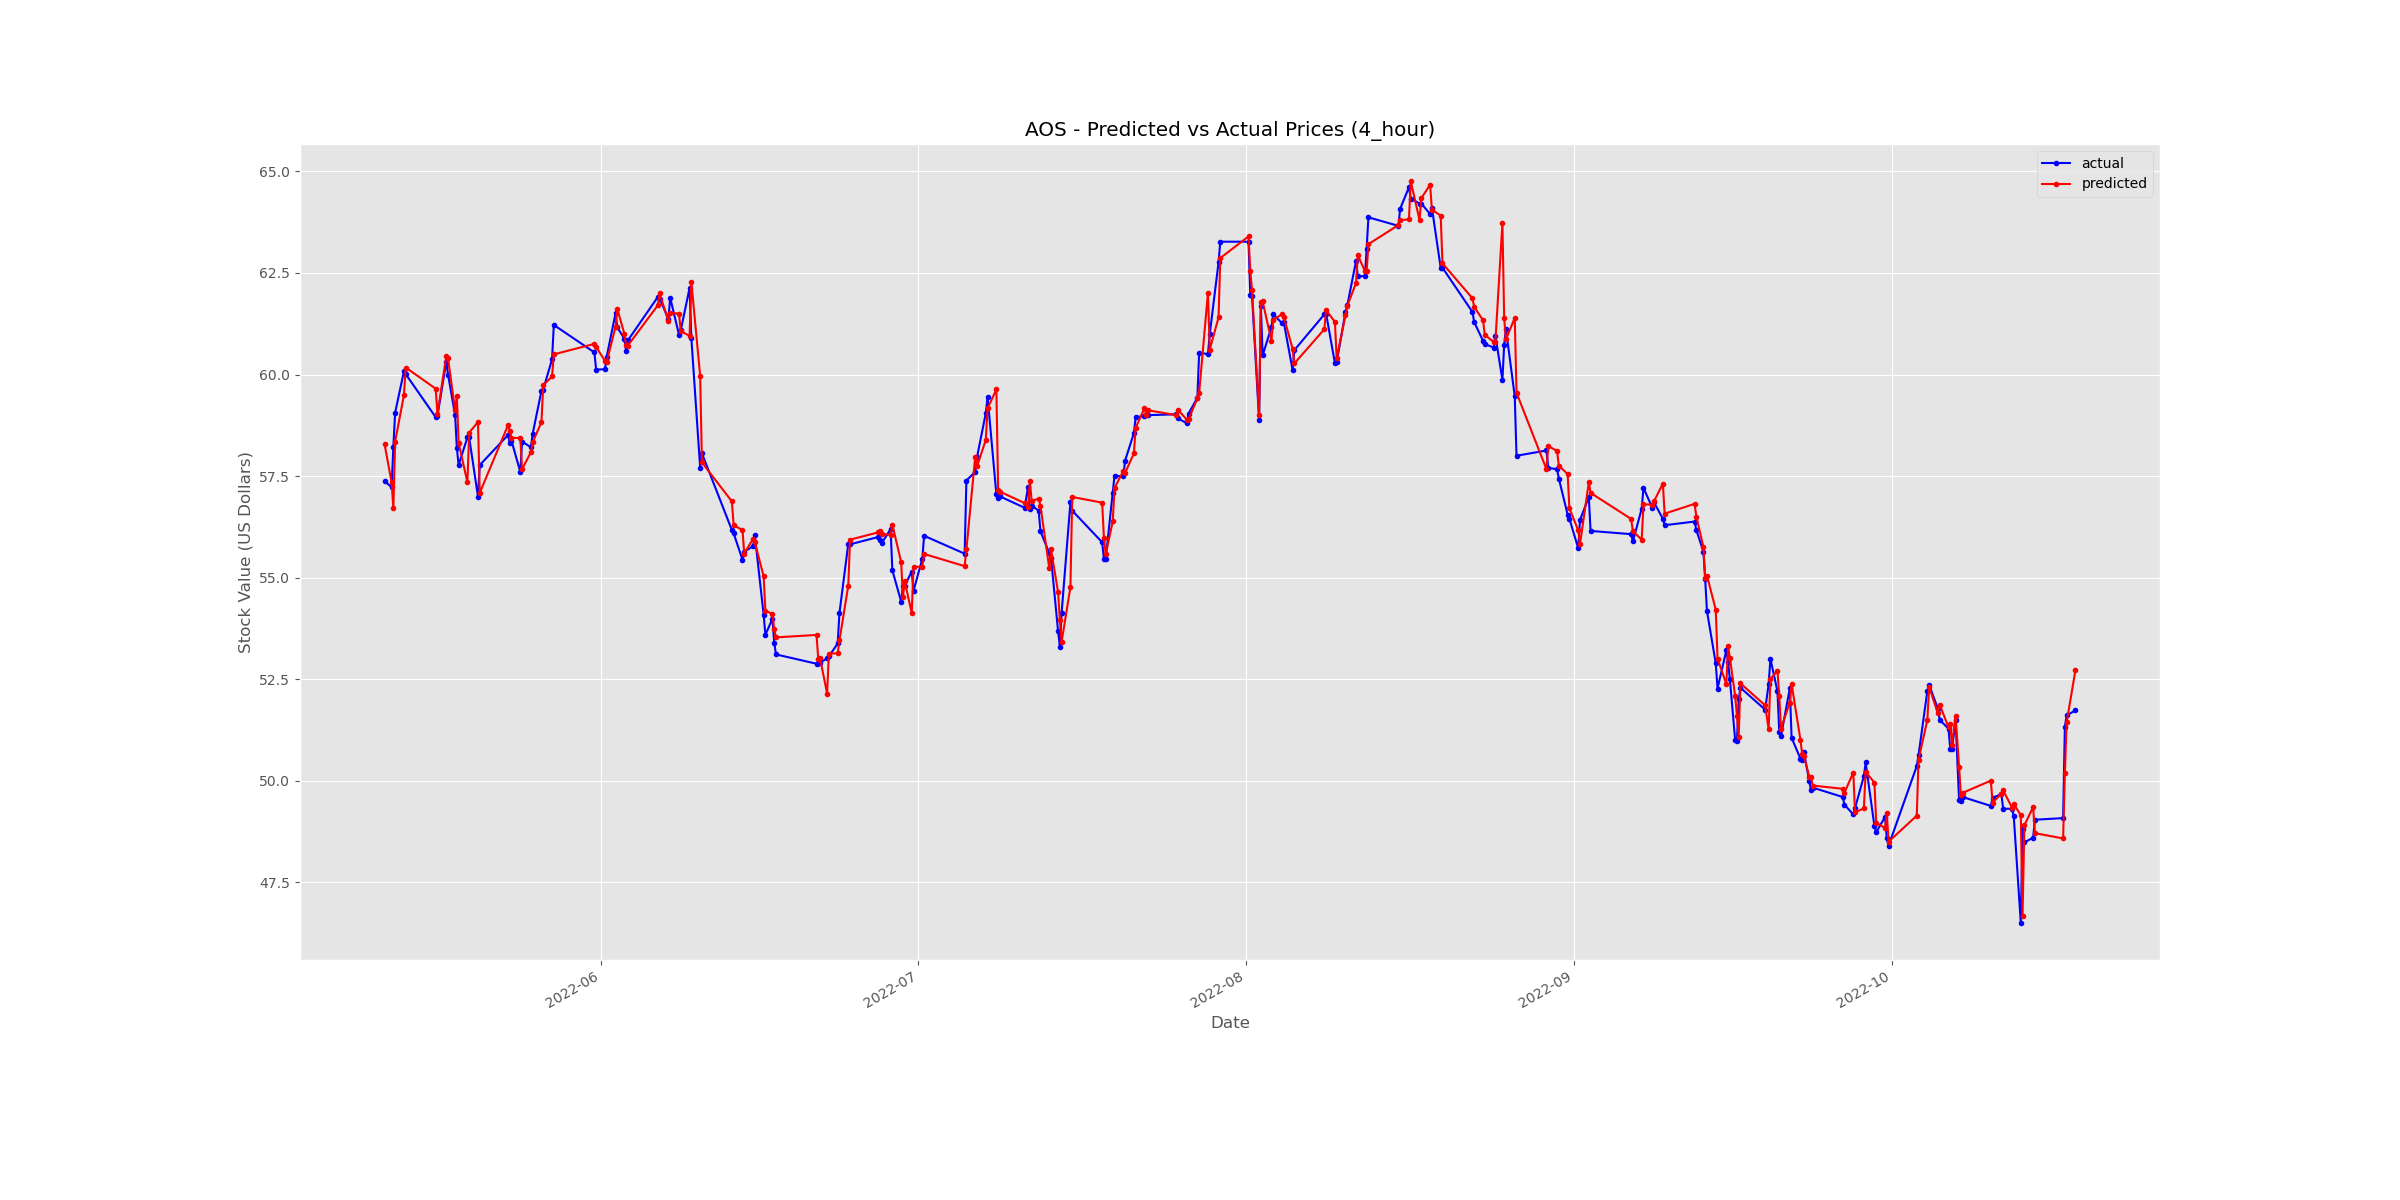 AOS - Predicted vs Actual Prices (4_hour)
actual
predicted
65.0
62.5
60.0
57.5
55.0
52.5
50.0
47.5
Stock Value (US Dollars)
2022-06
2022-07
2022-08
2022-09
2022-10
Date